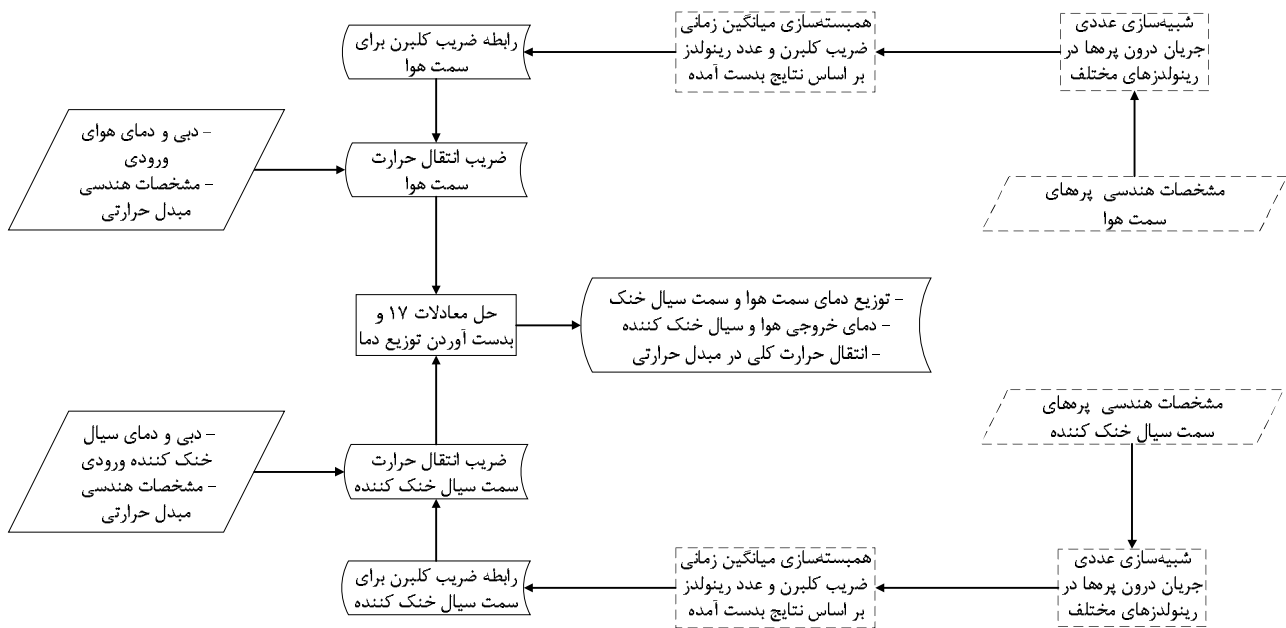 شبیه‌سازی عددی
جریان درون پره‌ها در
رینولدزهای مختلف
همبسته‌سازی میانگین زمانی
ضریب کلبرن و عدد رینولدز
بر اساس نتایج بدست آمده
رابطه ضریب کلبرن برای
سمت هوا
مشخصات هندسی پره‌های
سمت هوا
ضریب انتقال حرارت
سمت هوا
- دبی و دمای هوای
ورودی
- مشخصات هندسی
مبدل حرارتی
حل معادلات ۱۷ و
بدست آوردن توزیع دما
- توزیع دمای سمت هوا و سمت سیال خنک
- دمای خروجی هوا و سیال خنک کننده
- انتقال حرارت کلی در مبدل حرارتی
مشخصات هندسی پره‌های
سمت سیال خنک کننده
ضریب انتقال حرارت
سمت سیال خنک کننده
- دبی و دمای سیال
خنک کننده ورودی
- مشخصات هندسی
مبدل حرارتی
شبیه‌سازی عددی
جریان درون پره‌ها در
رینولدزهای مختلف
همبسته‌سازی میانگین زمانی
ضریب کلبرن و عدد رینولدز
بر اساس نتایج بدست آمده
رابطه ضریب کلبرن برای
سمت سیال خنک کننده